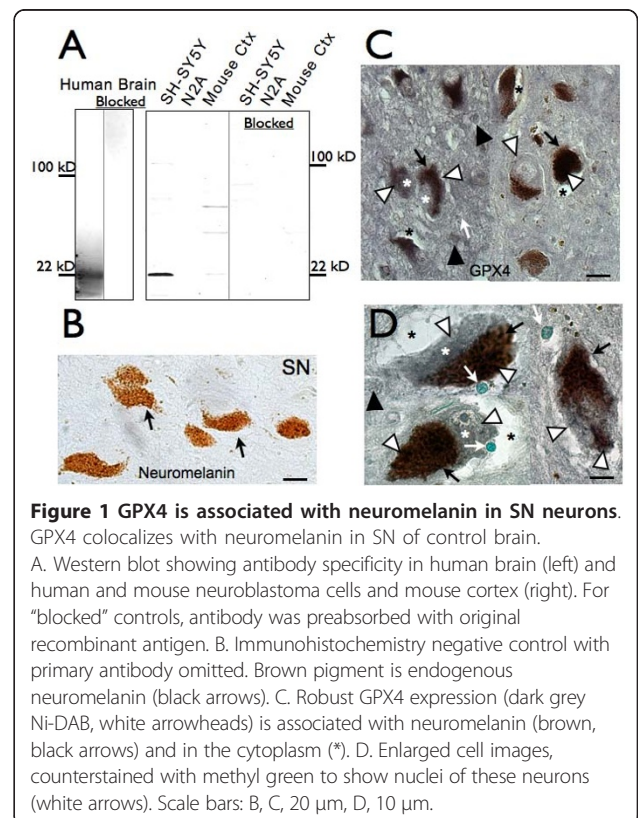 A
Human Brain
Blocked
SH-SY5Y
N2A
Mouse Ctx
SH-SY5Y
N2A
Mouse Ctx
Blocked
100 kD
100 kD
22 kD
22 kD
C
*
*
*
*
*
GPX4
B
SN
Neuromelanin
D
*
*
*
*
Figure 1 GPX4 is associated with neuromelanin in SN neurons.
GPX4 colocalizes with neuromelanin in SN of control brain.
A. Western blot showing antibody specificity in human brain (left) and
human and mouse neuroblastoma cells and mouse cortex (right). For
“blocked” controls, antibody was preabsorbed with original
recombinant antigen. B. Immunohistochemistry negative control with
primary antibody omitted. Brown pigment is endogenous
neuromelanin (black arrows). C. Robust GPX4 expression (dark grey
Ni-DAB, white arrowheads) is associated with neuromelanin (brown,
black arrows) and in the cytoplasm (*). D. Enlarged cell images,
counterstained with methyl green to show nuclei of these neurons
(white arrows). Scale bars: B, C, 20 μm, D, 10 μm.